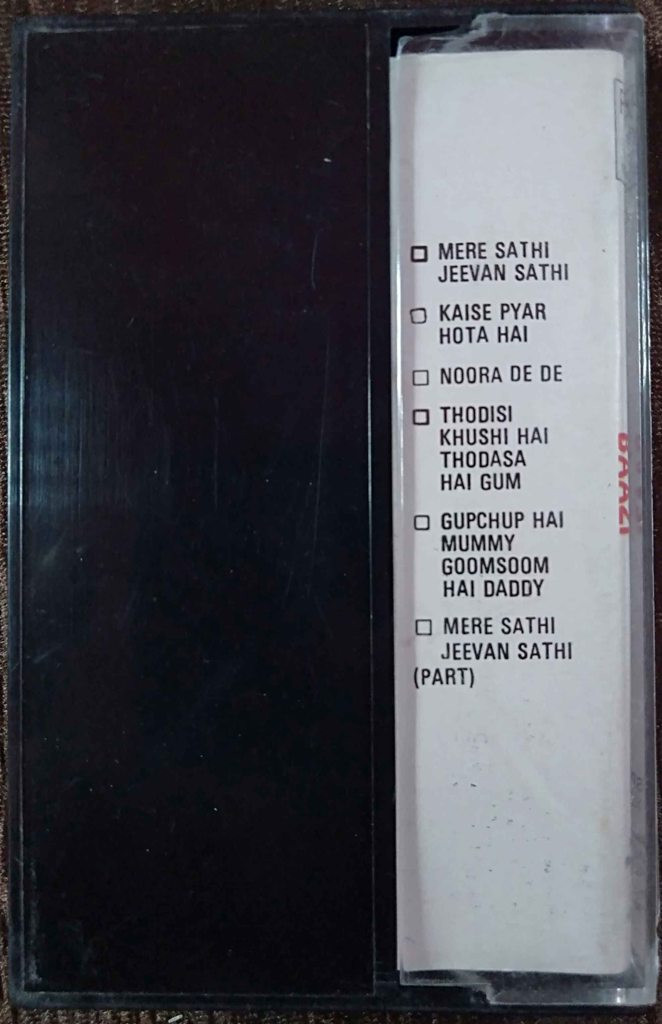 □ MERE SATHI
JEEVAN SATHI
□ KAISE PYAR
HOTA HAI
□ NOORA DE DE
□ THODISI
KHUSHI HAI
THODASA
HAI GUM
□ GUPCHUP HAI
MUMMY
GOOMSOOM
HAI DADDY
□ MERE SATHI
JEEVAN SATHI
(PART)
BAAZI